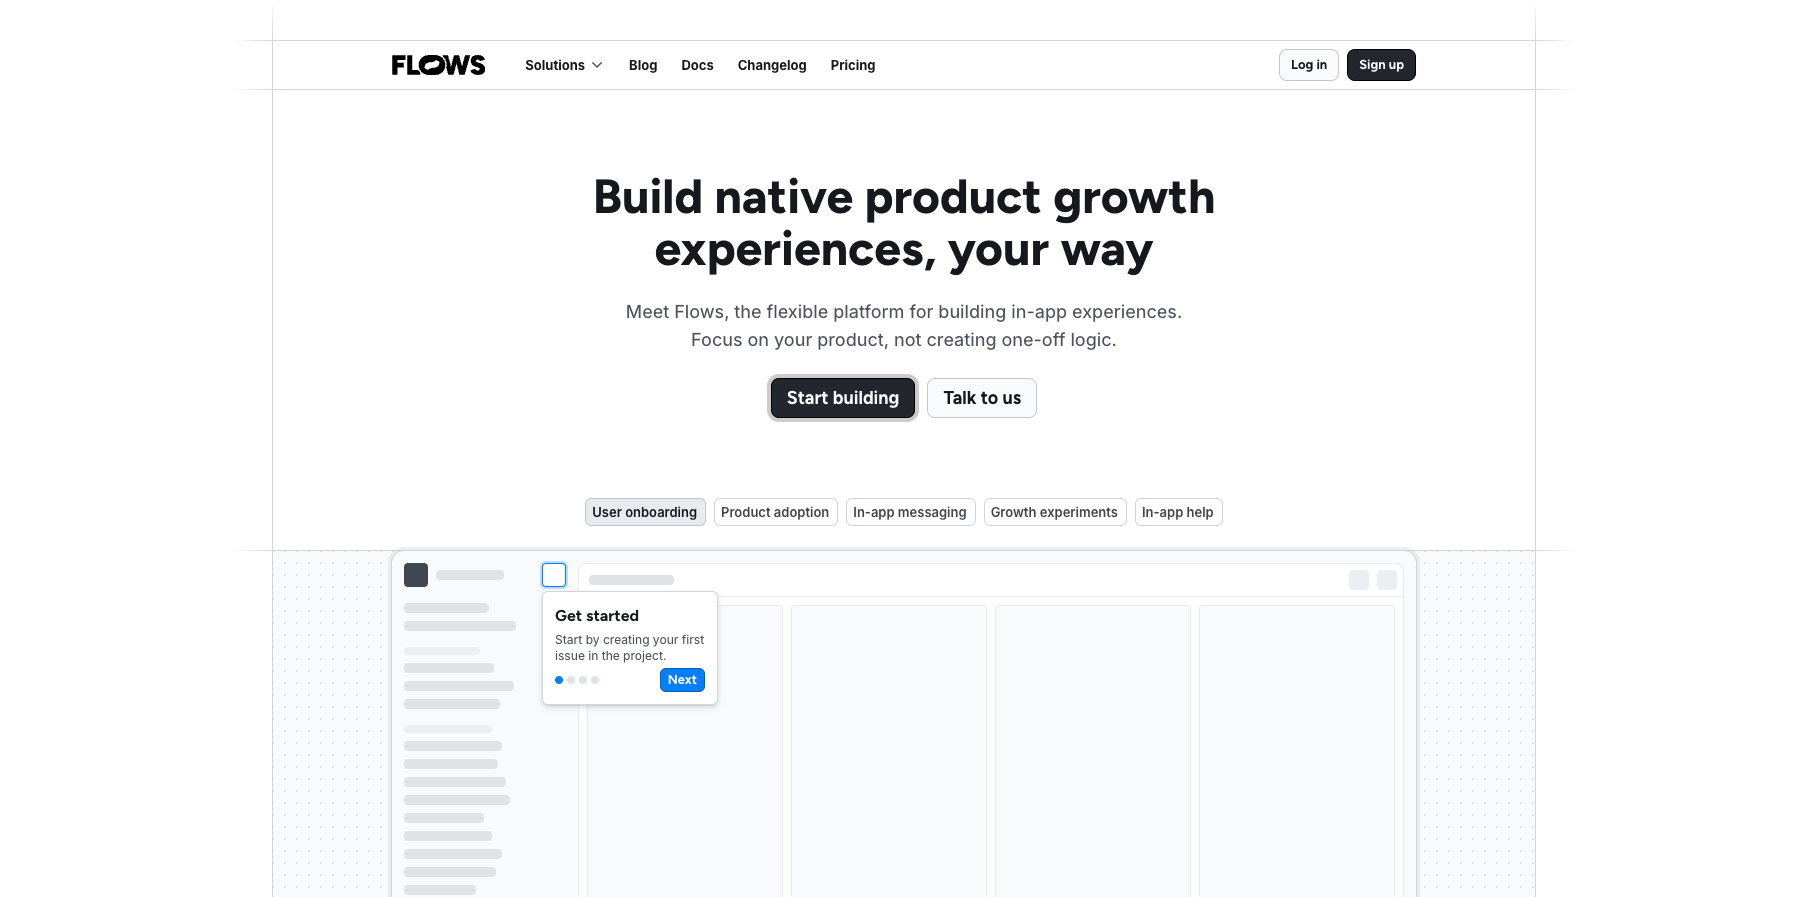 FLOWS
Solutions
Blog
Docs
Changelog
Pricing
Log in
Sign up
Build native product growth
experiences, your way
Meet Flows, the flexible platform for building in-app experiences.
Focus on your product, not creating one-off logic.
Start building
Talk to us
User onboarding
Product adoption
In-app messaging
Growth experiments
In-app help
Get started
Start by creating your first
issue in the project.
Next